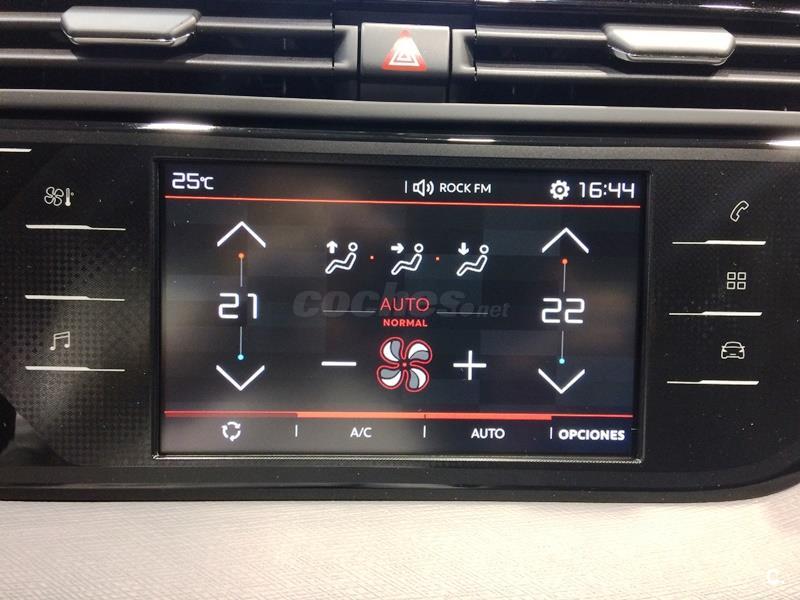 25°C
ROCK FM
16:44
21
AUTO
NORMAL
22
coches.net
A/C
AUTO
OPCIONES